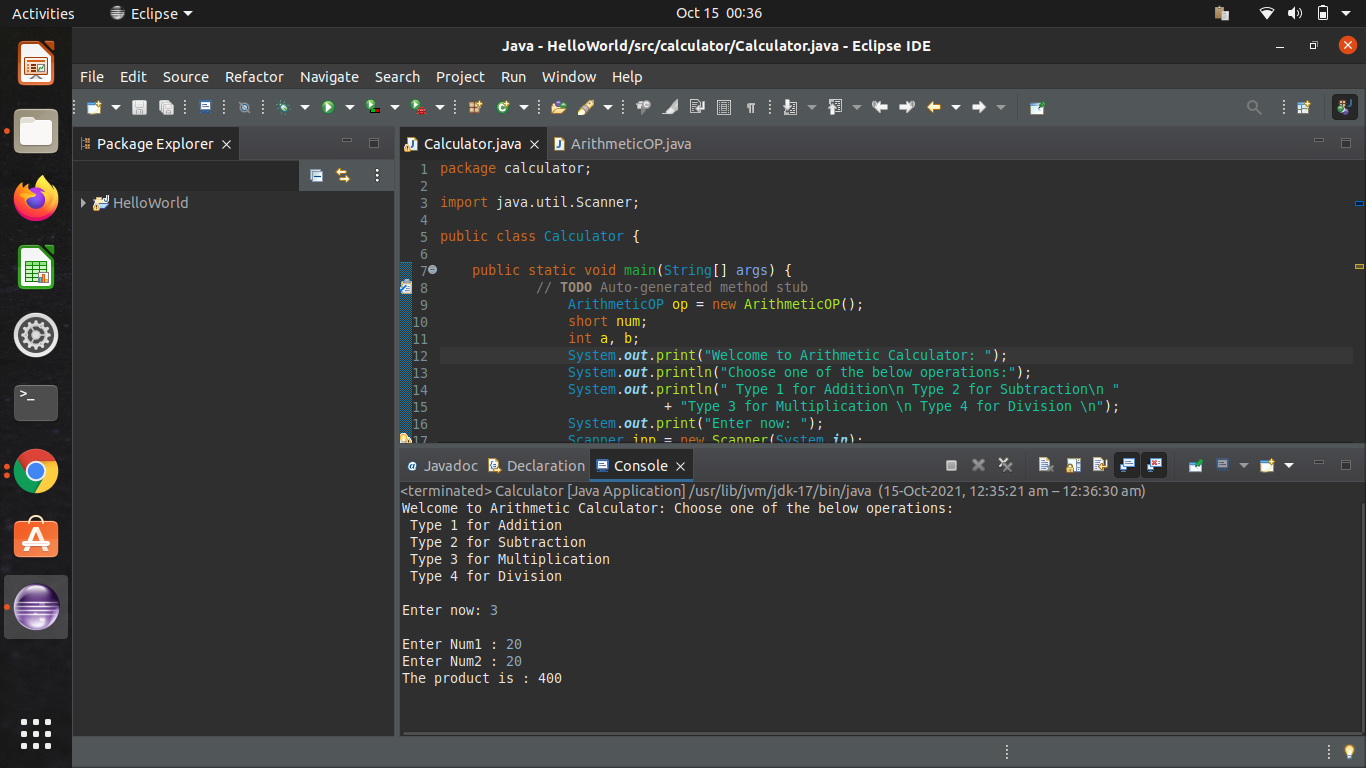 Activities Eclipse Oct 15 00:36
Java - HelloWorld/src/calculator/Calculator.java - Eclipse IDE
File Edit Source Refactor Navigate Search Project Run Window Help
Package Explorer
HelloWorld
Calculator.java ArithmeticOP.java
1 package calculator;
2
3 import java.util.Scanner;
4
5 public class Calculator {
6
7 public static void main(String[] args) {
8 // TODO Auto-generated method stub
9 ArithmeticOP op = new ArithmeticOP();
10 short num;
11 int a, b;
12 System.out.print("Welcome to Arithmetic Calculator: ");
13 System.out.println("Choose one of the below operations:");
14 System.out.println(" Type 1 for Addition\n Type 2 for Subtraction\n "
15 + "Type 3 for Multiplication \n Type 4 for Division \n");
16 System.out.print("Enter now: ");
17 Scanner inp = new Scanner(System.in);
Javadoc Declaration Console
<terminated> Calculator [Java Application] /usr/lib/jvm/jdk-17/bin/java (15-Oct-2021, 12:35:21 am – 12:36:30 am)
Welcome to Arithmetic Calculator: Choose one of the below operations:
Type 1 for Addition
Type 2 for Subtraction
Type 3 for Multiplication
Type 4 for Division
Enter now: 3
Enter Num1 : 20
Enter Num2 : 20
The product is : 400